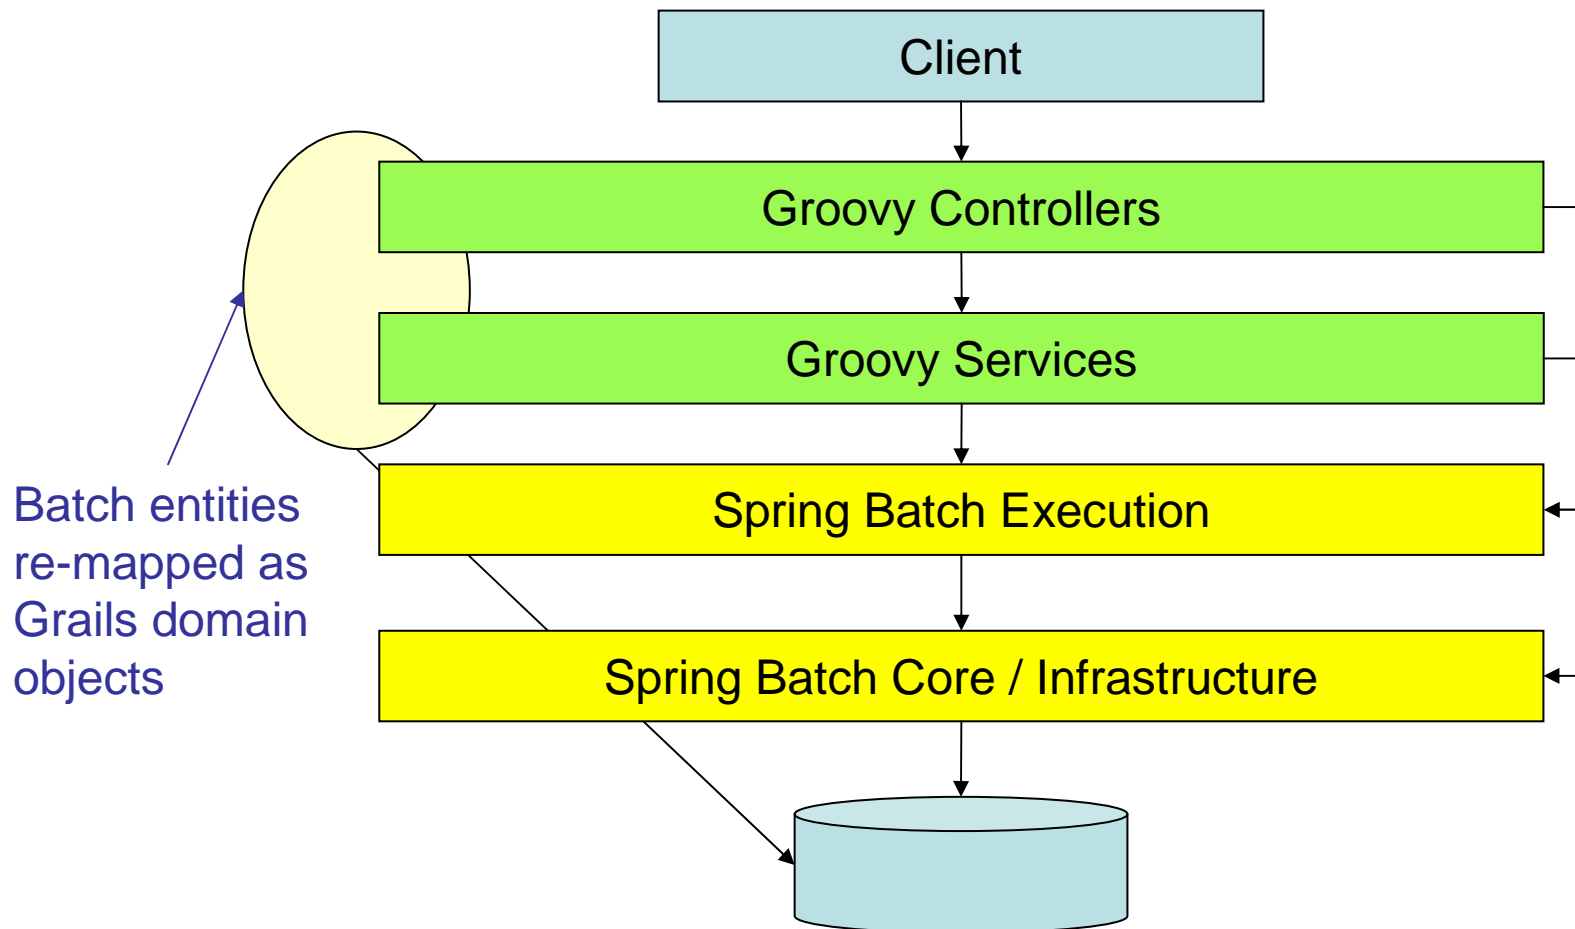 Client
Groovy Controllers
Groovy Services
Batch entities
re-mapped as
Grails domain
objects
Spring Batch Execution
Spring Batch Core / Infrastructure